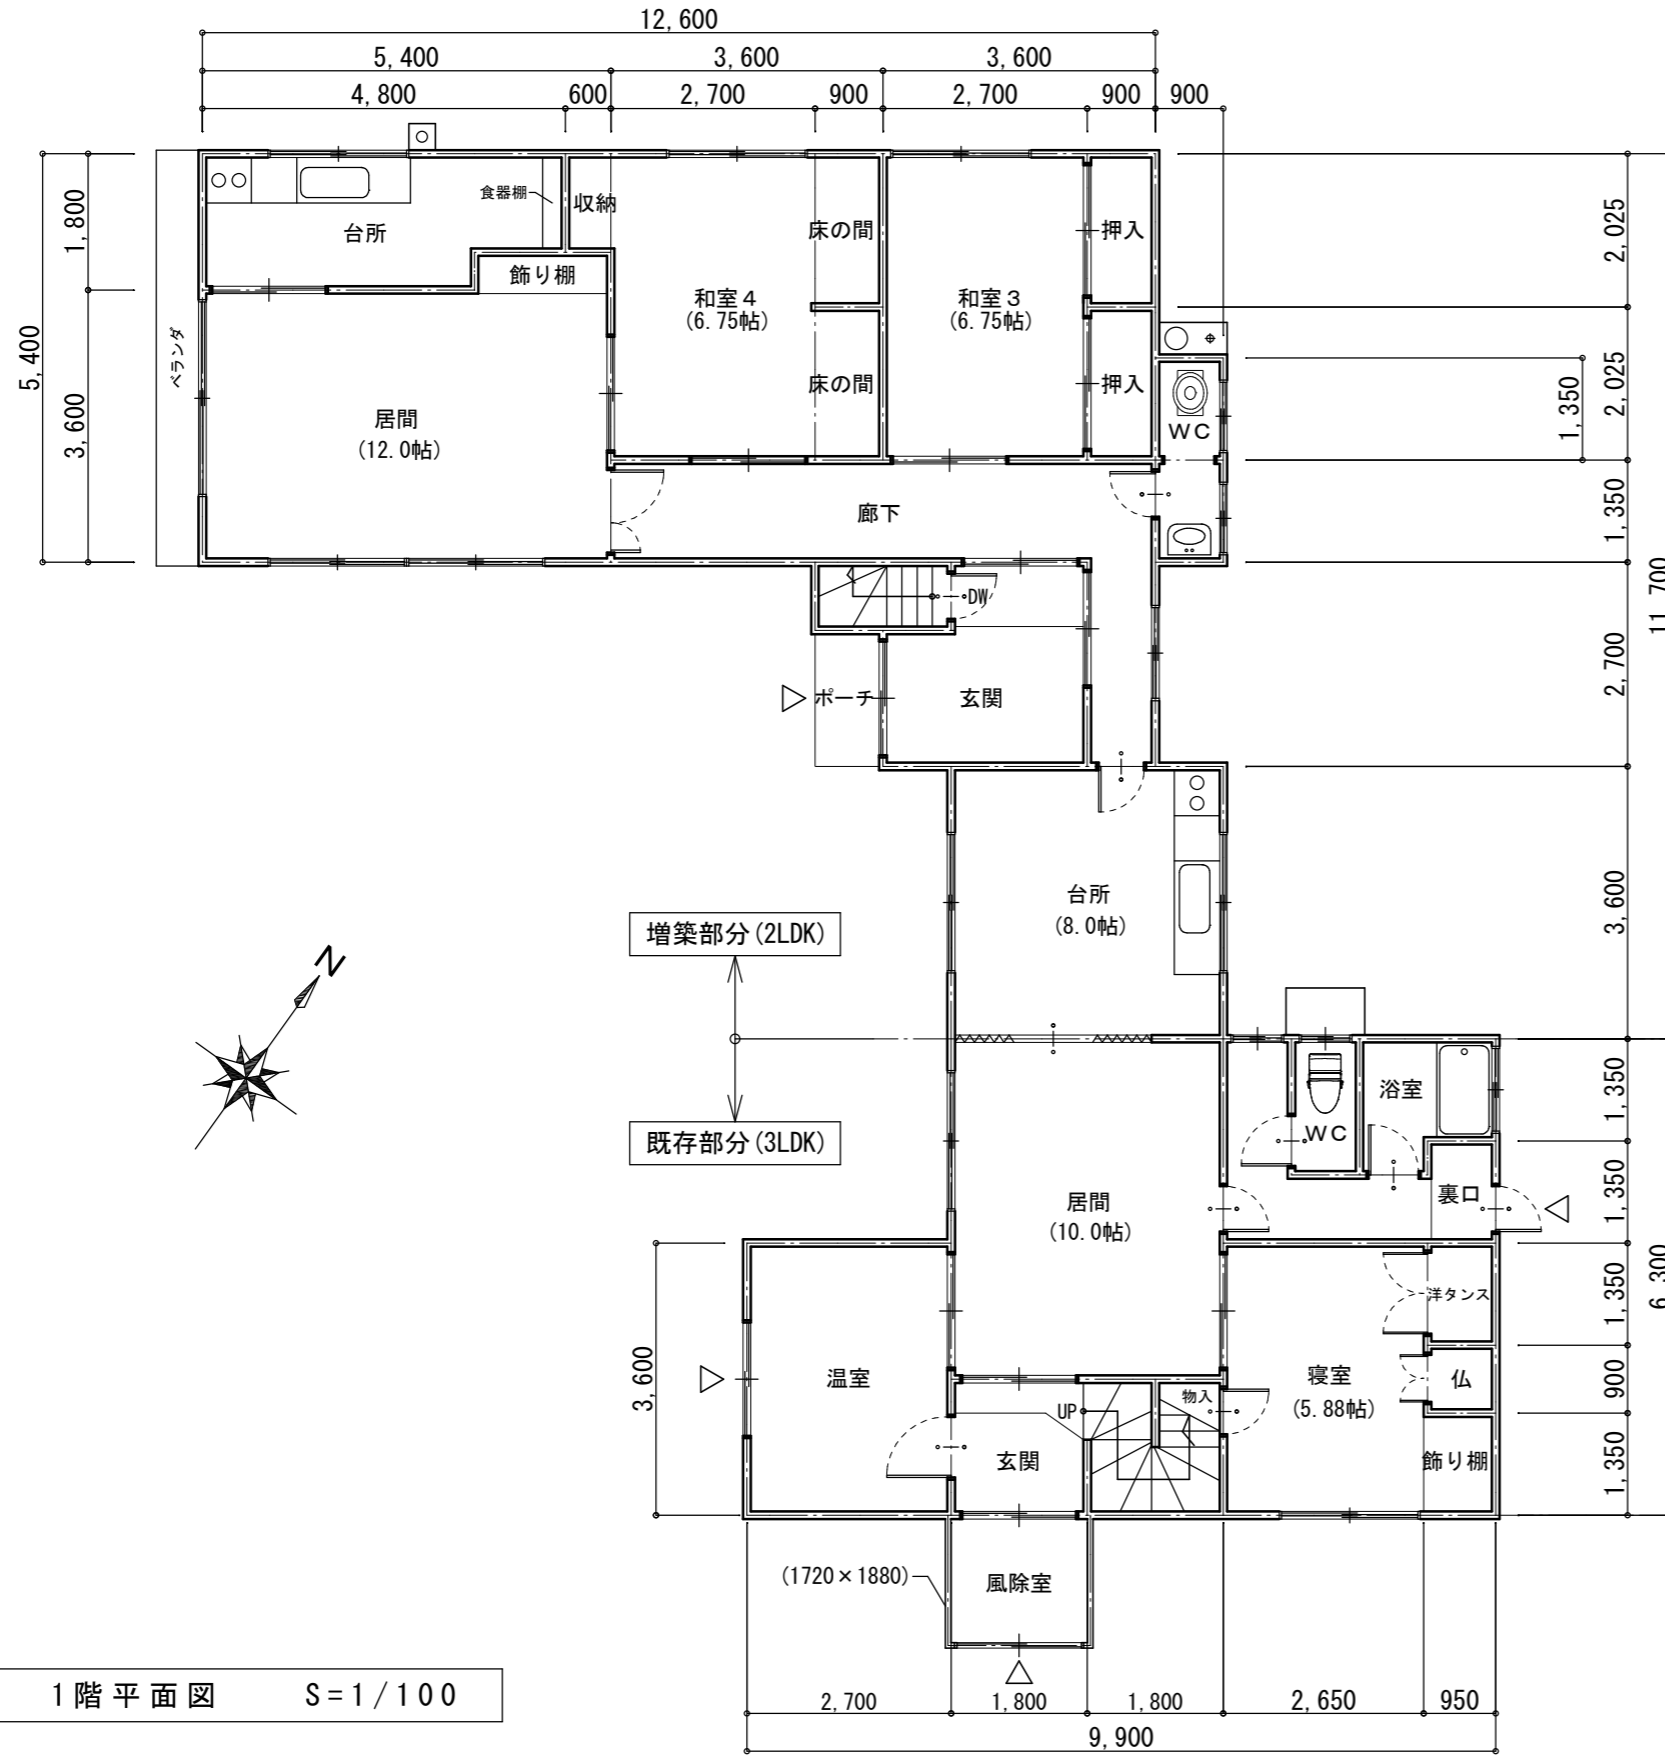 12,600
5,400
3,600
3,600
4,800
600
2,700
900
2,700
900
900
5,400
1,800
3,600
ベランダ
台所
食器棚
収納
飾り棚
床の間
床の間
和室4
(6.75帖)
和室3
(6.75帖)
押入
押入
居間
(12.0帖)
WC
廊下
DW
ポーチ
玄関
2,025
2,025
1,350
1,350
2,700
11,700
3,600
台所
(8.0帖)
増築部分(2LDK)
既存部分(3LDK)
N
居間
(10.0帖)
WC
浴室
裏口
1,350
1,350
1,350
900
1,350
6,300
洋タンス
仏
飾り棚
寝室
(5.88帖)
物入
UP
玄関
温室
3,600
(1720×1880)
風除室
2,700
1,800
1,800
2,650
950
9,900
1階平面図 S=1/100